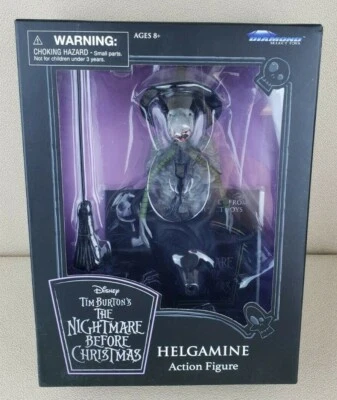 WARNING:
CHOKING HAZARD - Small parts.
Not for children under 3 years.
AGES 8+
DIAMOND
SELECT TOYS
Disney
TIM BURTON'S
THE
NIGHTMARE
BEFORE
CHRISTMAS
HELGAMINE
Action Figure